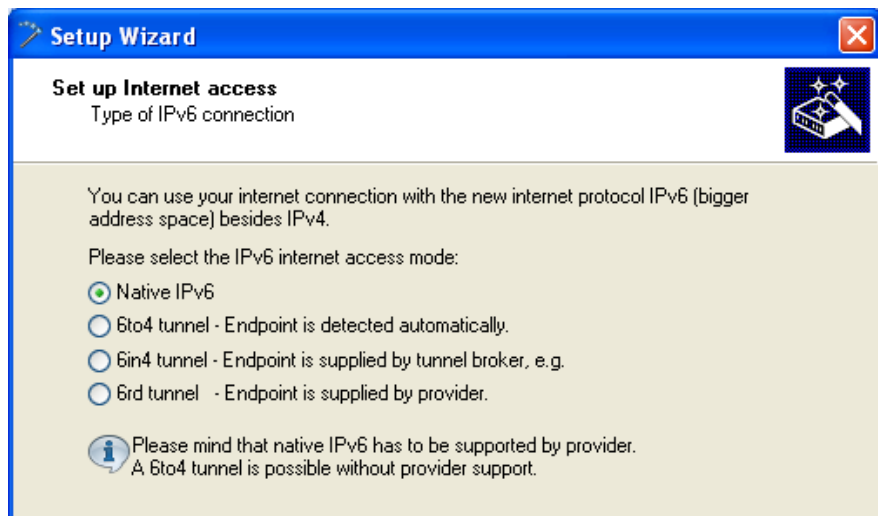 Setup Wizard
Set up Internet access
Type of IPv6 connection
You can use your internet connection with the new internet protocol IPv6 (bigger
address space) besides IPv4.
Please select the IPv6 internet access mode:
Native IPv6
6to4 tunnel - Endpoint is detected automatically.
6in4 tunnel - Endpoint is supplied by tunnel broker, e.g.
6rd tunnel - Endpoint is supplied by provider.
Please mind that native IPv6 has to be supported by provider.
A 6to4 tunnel is possible without provider support.